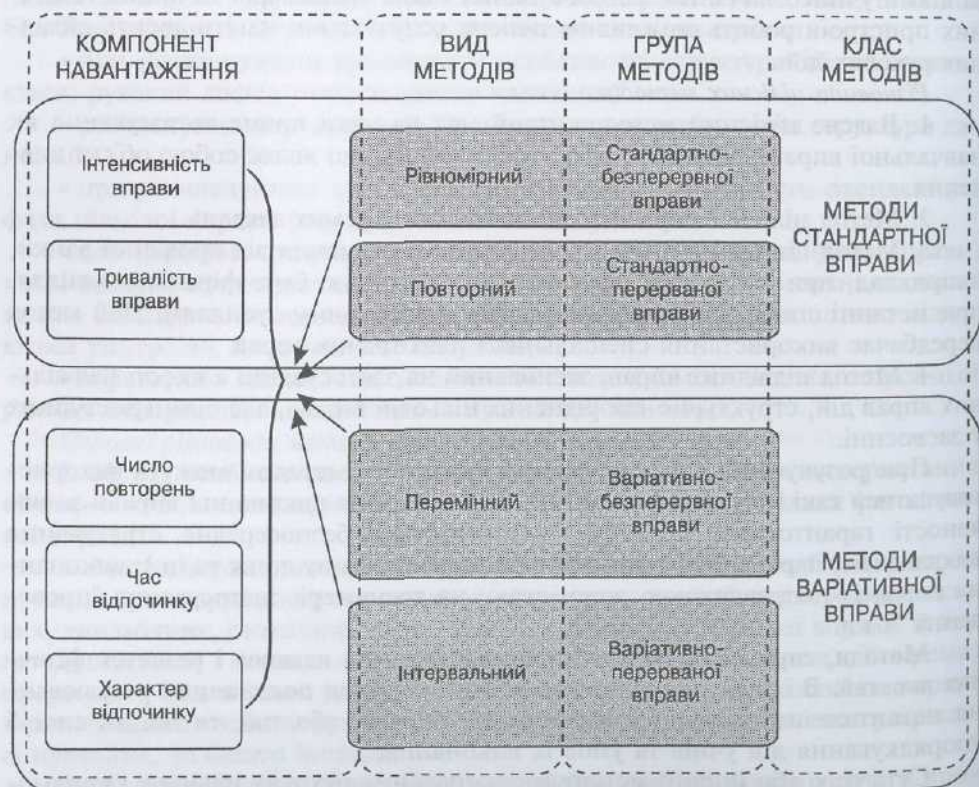 КОМПОНЕНТ
НАВАНТАЖЕННЯ
ВИД
МЕТОДІВ
ГРУПА
МЕТОДІВ
КЛАС
МЕТОДІВ
Інтенсивність
вправи
Тривалість
вправи
Рівномірний
Стандартно-
безперервної
вправи
Повторний
Стандартно-
перерваної
вправи
МЕТОДИ
СТАНДАРТНОЇ
ВПРАВИ
Число
повторень
Час
відпочинку
Характер
відпочинку
Перемінний
Варіативно-
безперервної
вправи
Інтервальний
Варіативно-
перерваної
вправи
МЕТОДИ
ВАРІАТИВНОЇ
ВПРАВИ